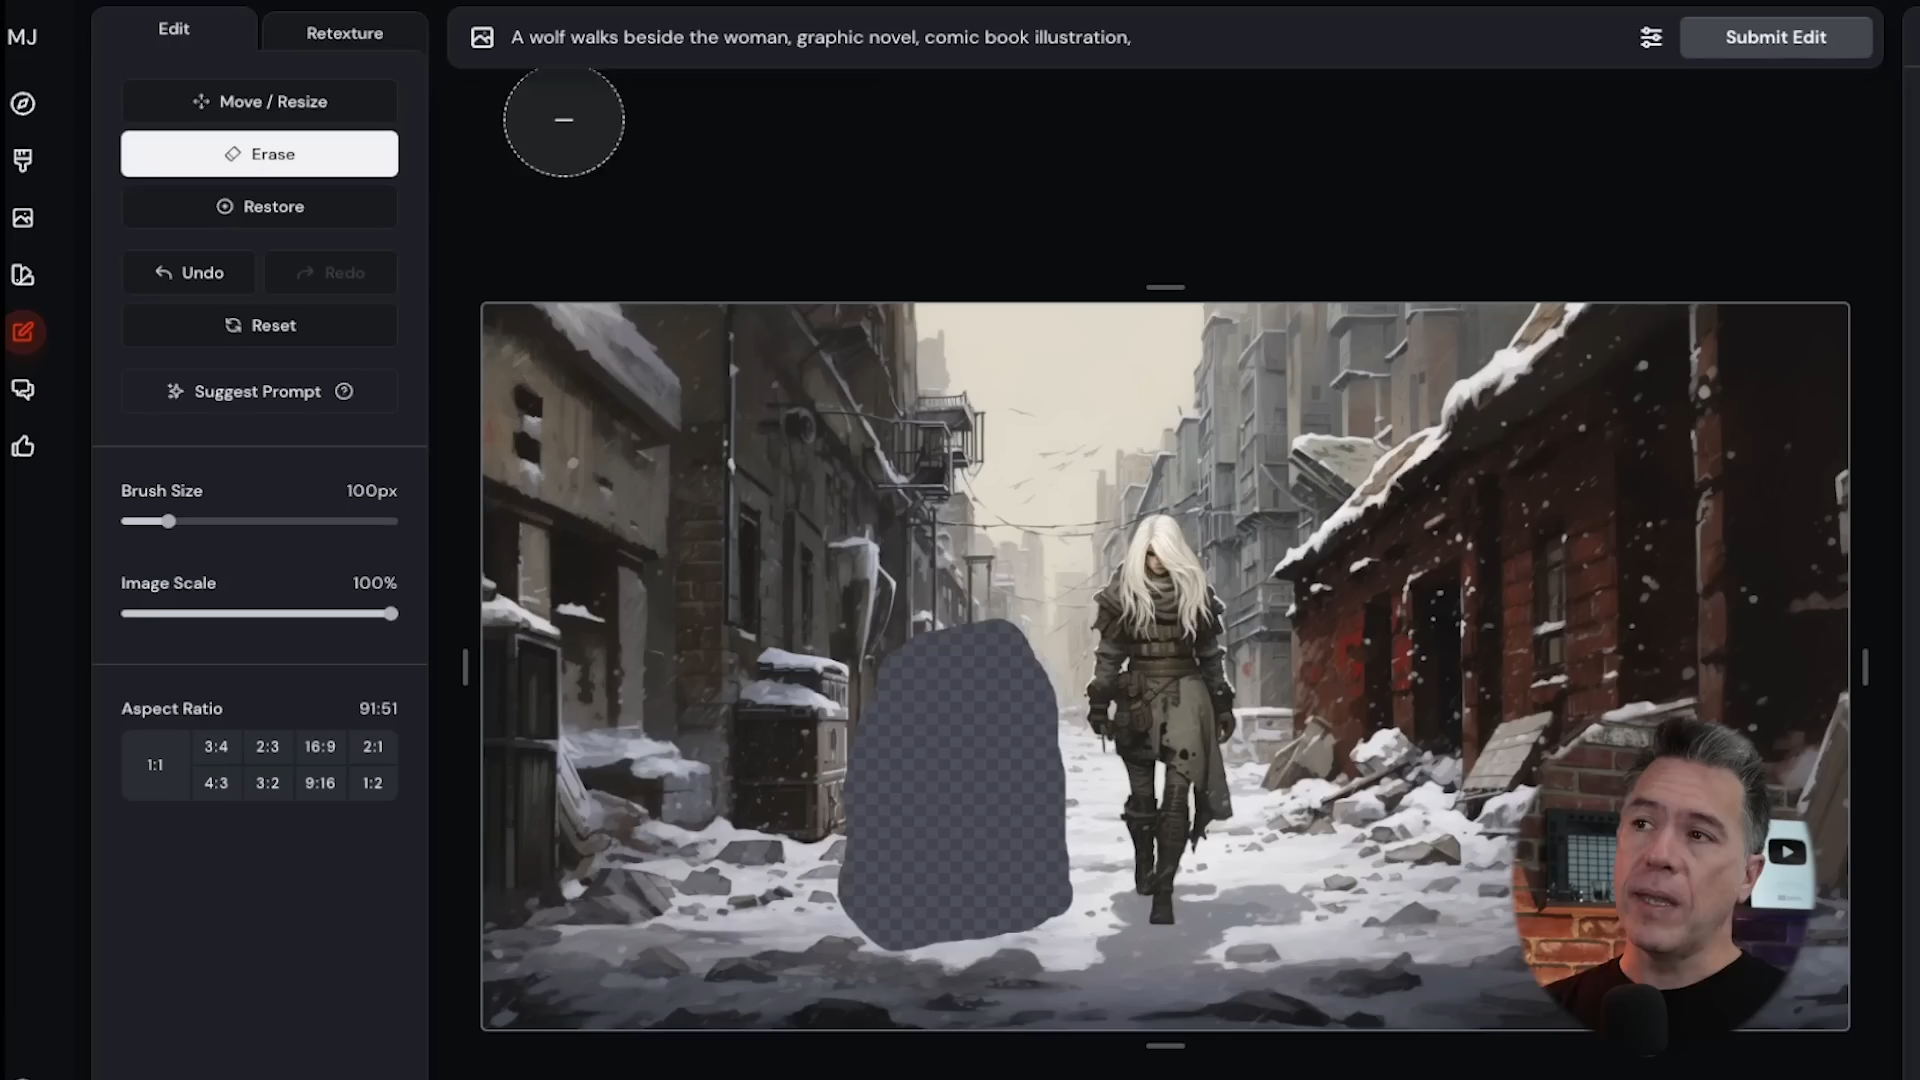 MJ
Edit
Retexture
A wolf walks beside the woman, graphic novel, comic book illustration,
Submit Edit
Move / Resize
Erase
Restore
Undo
Redo
Reset
Suggest Prompt
Brush Size 100px
Image Scale 100%
Aspect Ratio 91:51
1:1
3:4 2:3 16:9 2:1
4:3 3:2 9:16 1:2